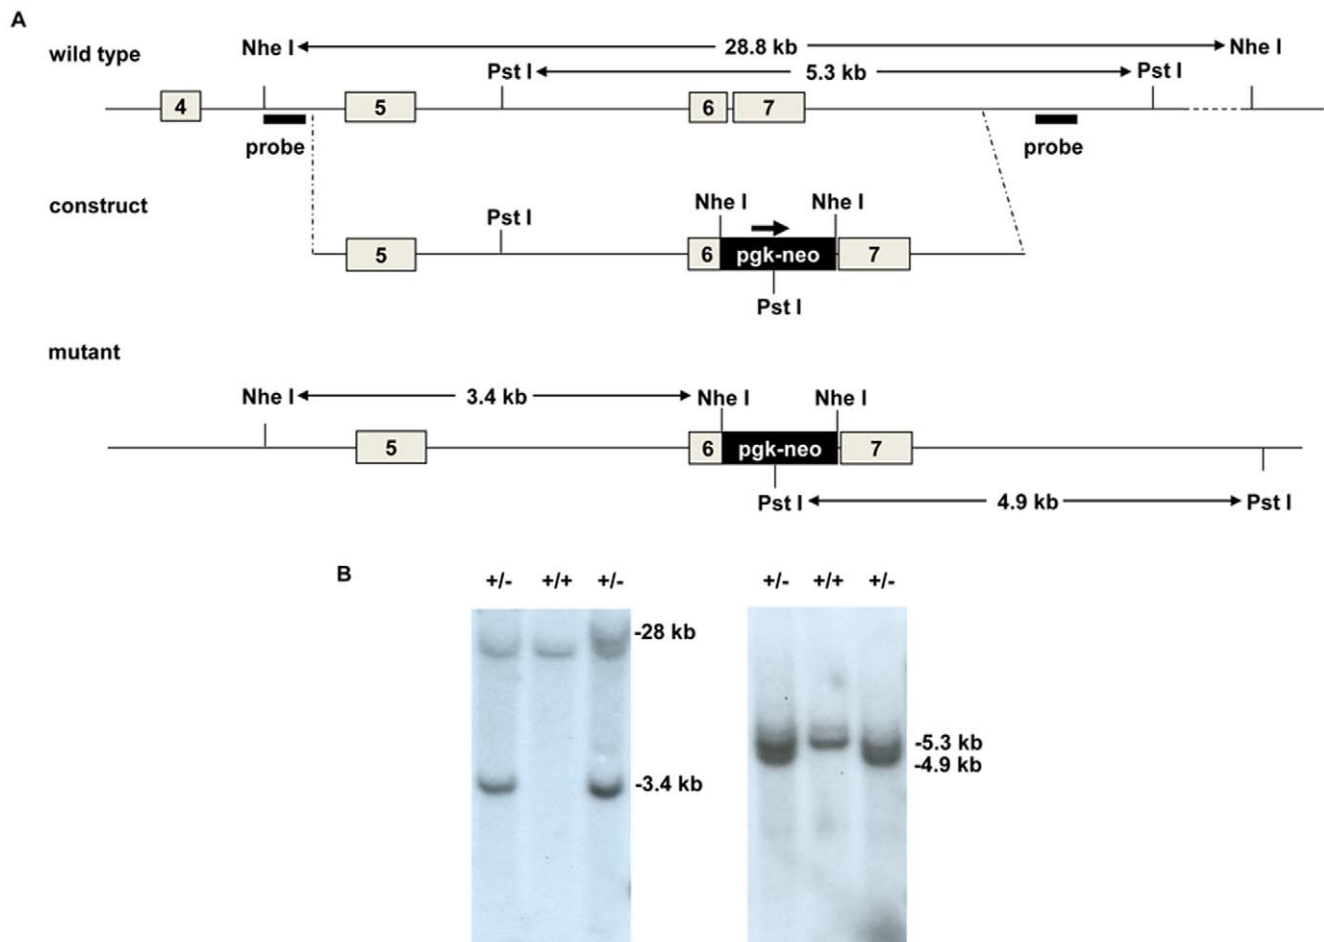 A
wild type
Nhe I 28.8 kb Nhe I
Pst I 5.3 kb Pst I
4 5 6 7
probe probe
construct
Nhe I Nhe I
Pst I
5 6 pgk-neo 7
Pst I
mutant
Nhe I 3.4 kb Nhe I Nhe I
5 6 pgk-neo 7
Pst I 4.9 kb Pst I
B
+/- +/+ +/- +/- +/+ +/-
-28 kb
-5.3 kb
-4.9 kb
-3.4 kb